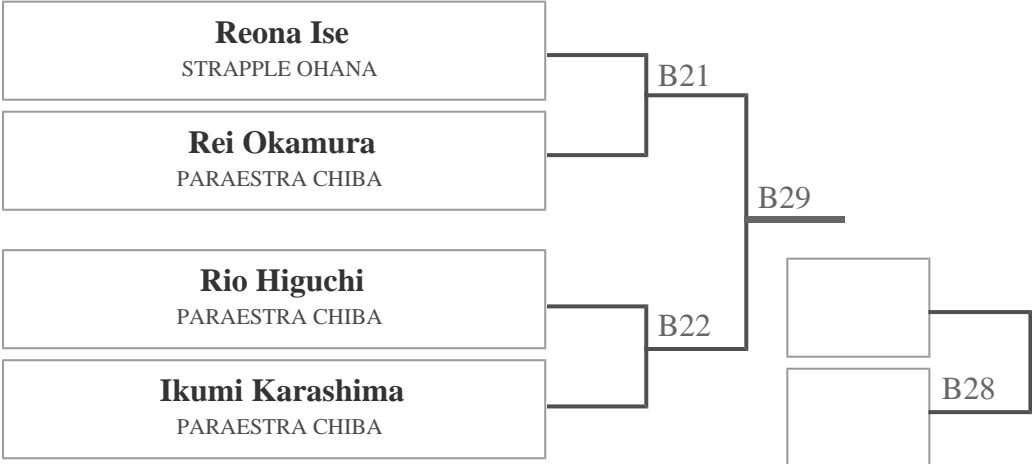 Reona Ise
STRAPPLE OHANA
B21
Rei Okamura
PARAESTRA CHIBA
B29
Rio Higuchi
PARAESTRA CHIBA
B22
Ikumi Karashima
PARAESTRA CHIBA
B28